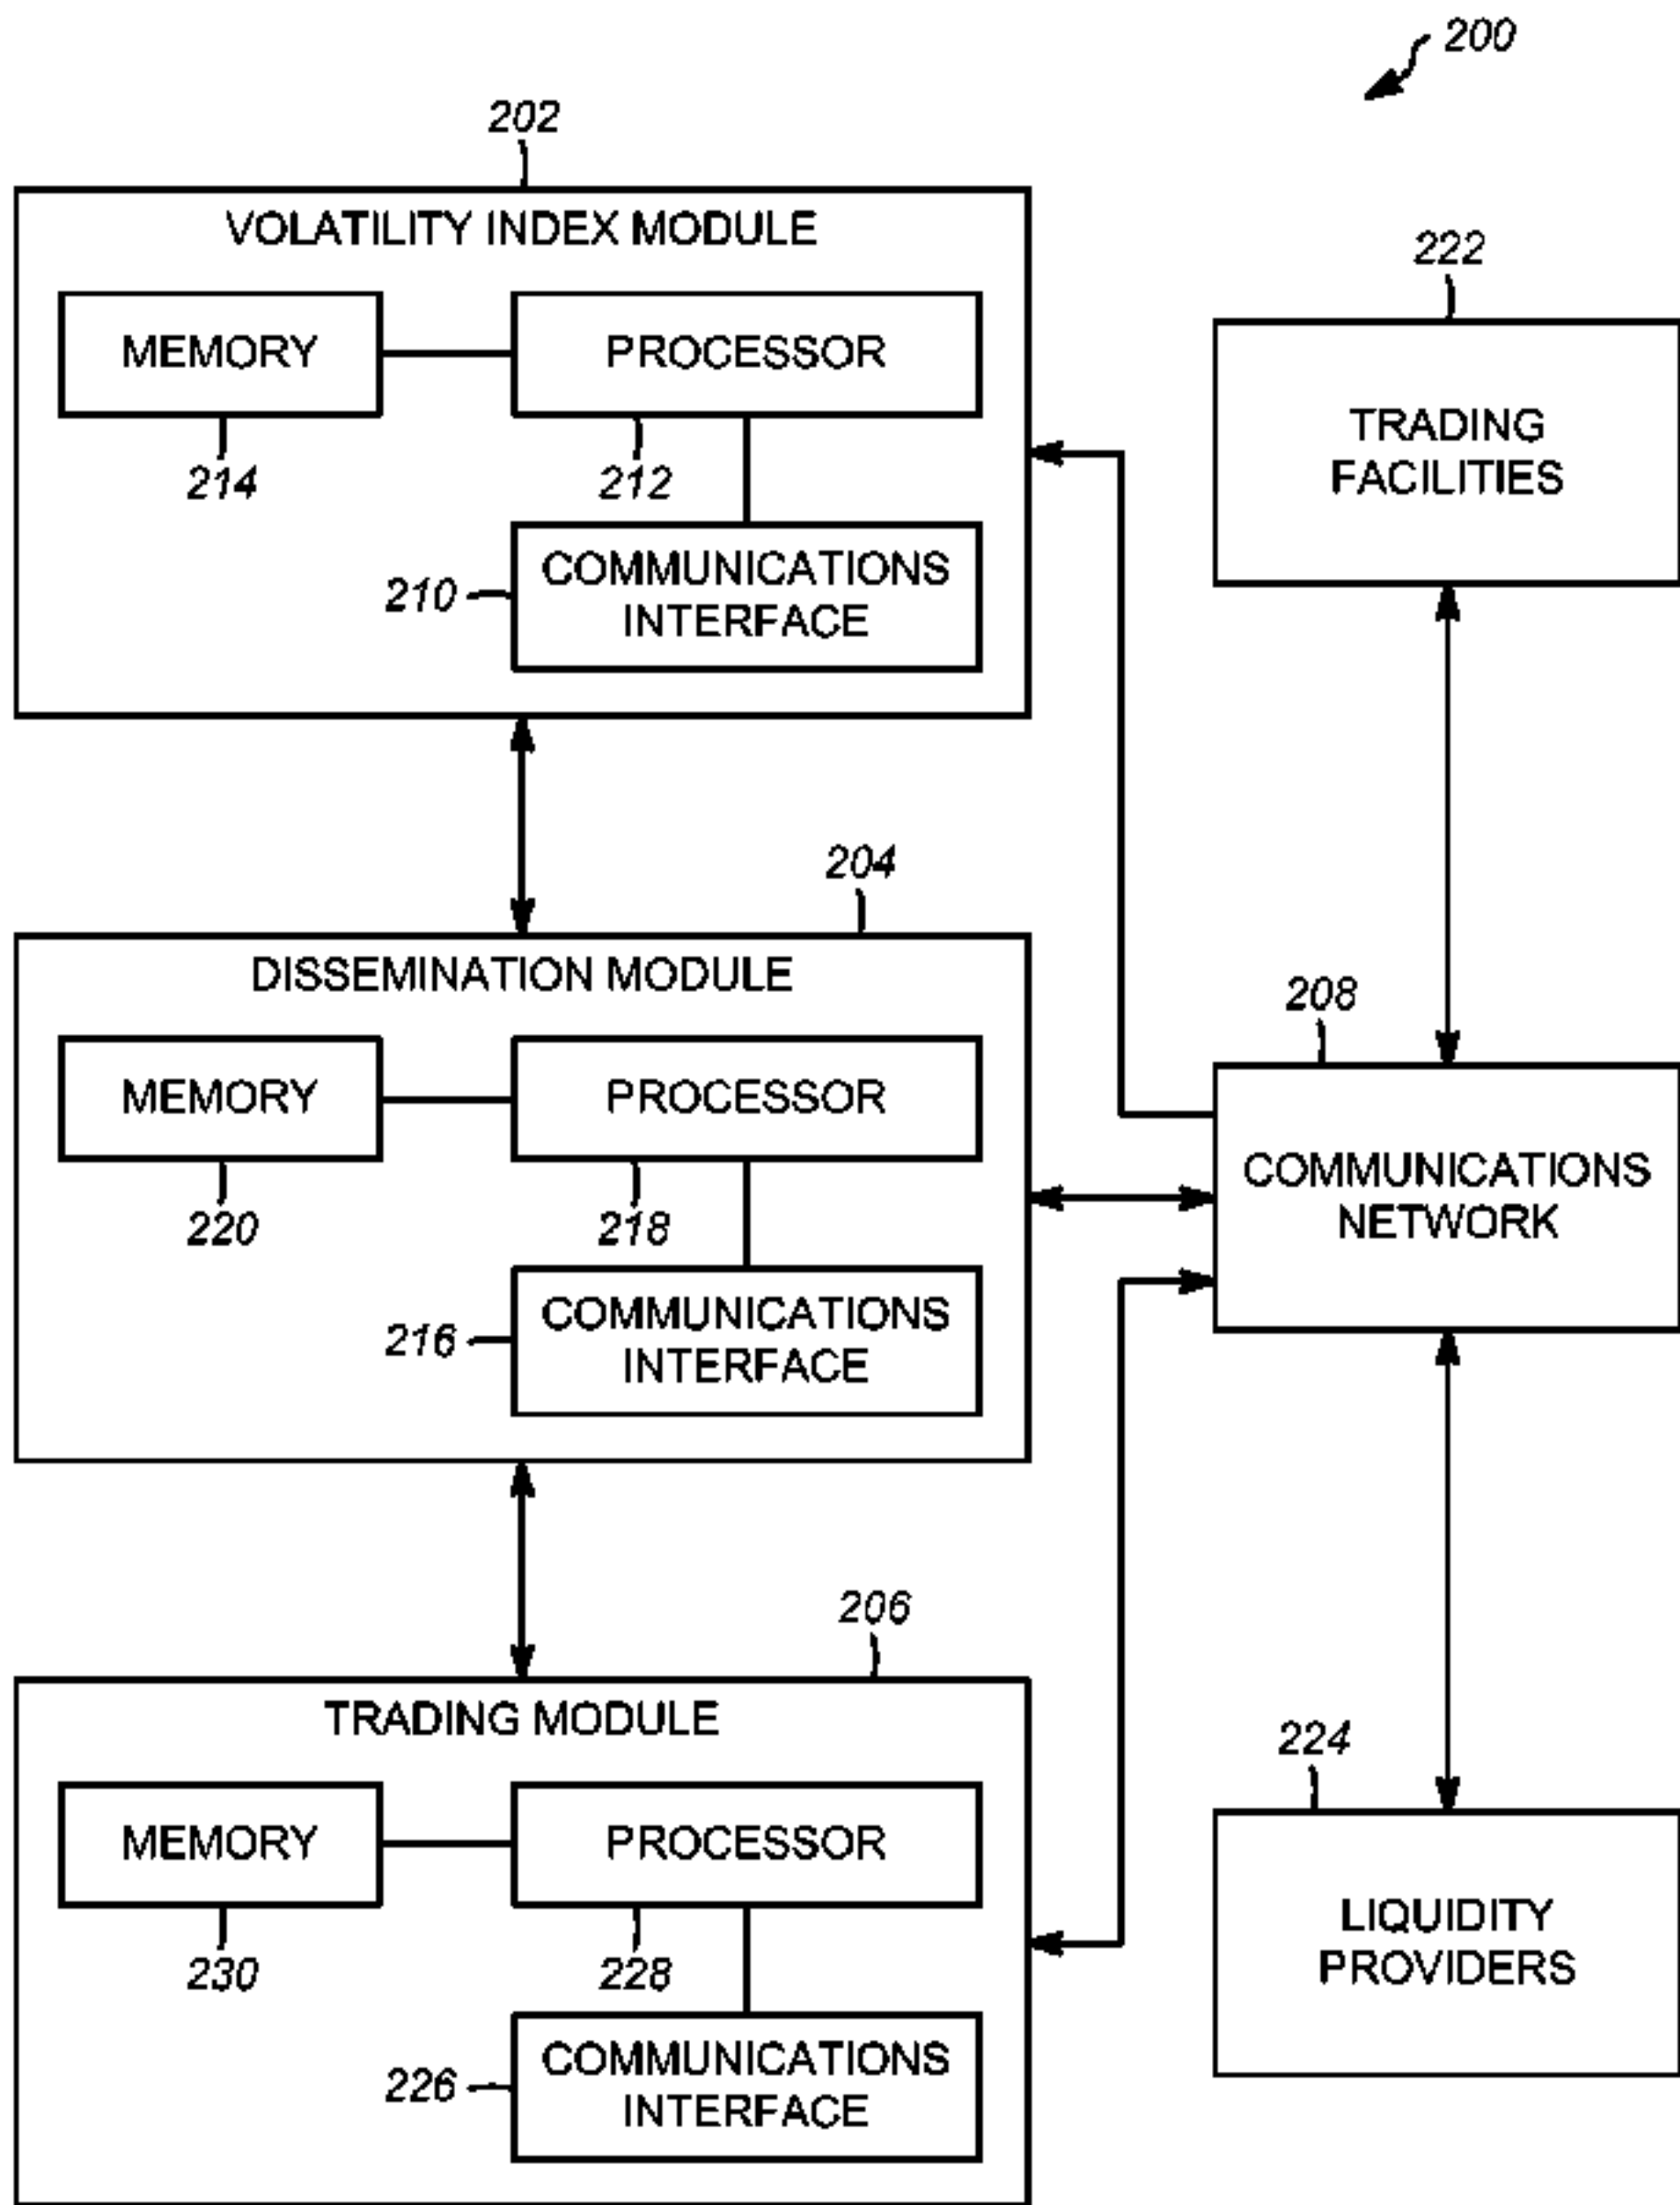 200
202
VOLATILITY INDEX MODULE
MEMORY
PROCESSOR
214
212
COMMUNICATIONS
INTERFACE
210
222
TRADING
FACILITIES
204
DISSEMINATION MODULE
MEMORY
PROCESSOR
220
218
COMMUNICATIONS
INTERFACE
216
208
COMMUNICATIONS
NETWORK
206
TRADING MODULE
MEMORY
PROCESSOR
230
228
COMMUNICATIONS
INTERFACE
226
224
LIQUIDITY
PROVIDERS